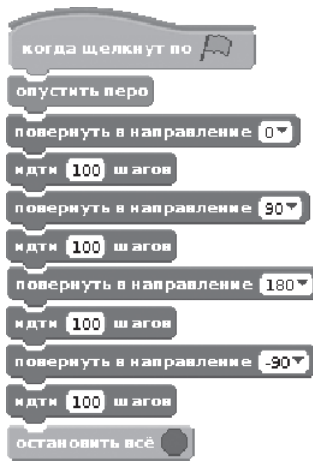 когда щелкнут по
опустить перо
повернуть в направление 0
идти 100 шагов
повернуть в направление 90
идти 100 шагов
повернуть в направление 180
идти 100 шагов
повернуть в направление -90
идти 100 шагов
остановить всё